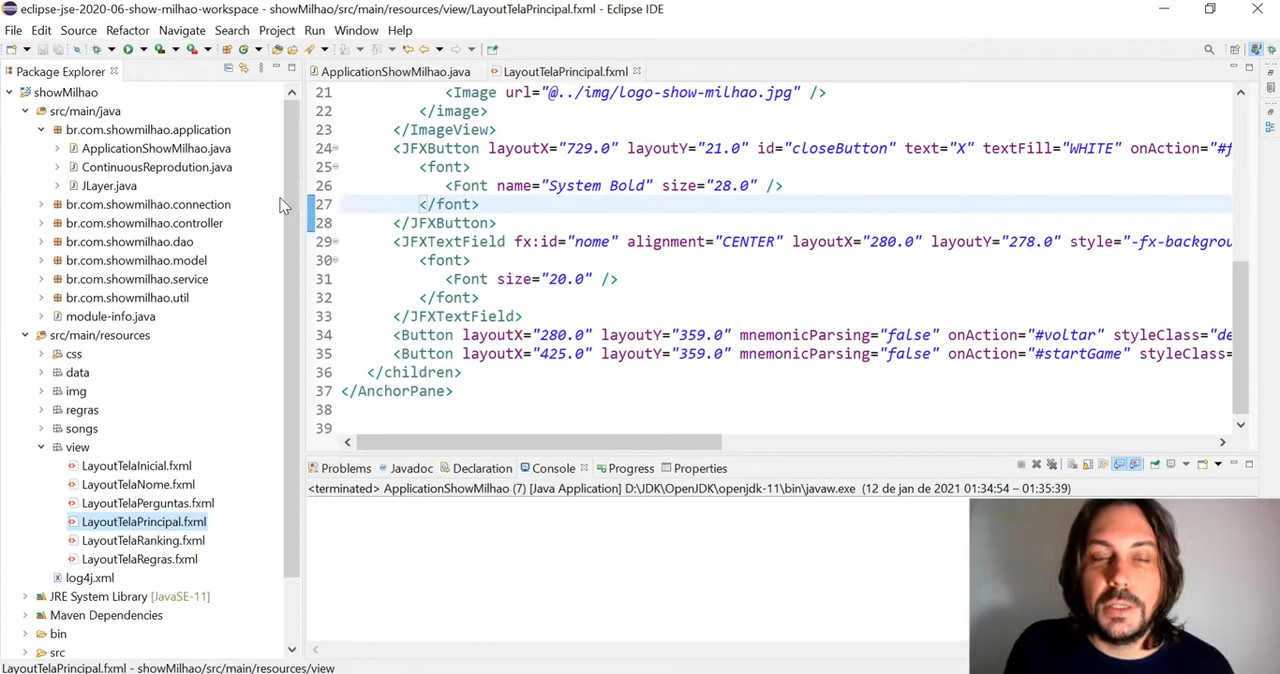 eclipse-jse-2020-06-show-milhao-workspace - showMilhao/src/main/resources/view/LayoutTelaPrincipal.fxml - Eclipse IDE
File Edit Source Refactor Navigate Search Project Run Window Help
Package Explorer
showMilhao
src/main/java
br.com.showmilhao.application
ApplicationShowMilhao.java
ContinuousReprodution.java
JLayer.java
br.com.showmilhao.connection
br.com.showmilhao.controller
br.com.showmilhao.dao
br.com.showmilhao.model
br.com.showmilhao.service
br.com.showmilhao.util
module-info.java
src/main/resources
css
data
img
regras
songs
view
LayoutTelaInicial.fxml
LayoutTelaNome.fxml
LayoutTelaPerguntas.fxml
LayoutTelaPrincipal.fxml
LayoutTelaRanking.fxml
LayoutTelaRegras.fxml
log4j.xml
JRE System Library [JavaSE-11]
Maven Dependencies
bin
src
ApplicationShowMilhao.java LayoutTelaPrincipal.fxml
21 <Image url="@../img/logo-show-milhao.jpg" />
22 </image>
23 </ImageView>
24 <JFXButton layoutX="729.0" layoutY="21.0" id="closeButton" text="X" textFill="WHITE" onAction="#f
25 <font>
26 <Font name="System Bold" size="28.0" />
27 </font>
28 </JFXButton>
29 <JFXTextField fx:id="nome" alignment="CENTER" layoutX="280.0" layoutY="278.0" style="-fx-backgrou
30 <font>
31 <Font size="20.0" />
32 </font>
33 </JFXTextField>
34 <Button layoutX="280.0" layoutY="359.0" mnemonicParsing="false" onAction="#voltar" styleClass="de
35 <Button layoutX="425.0" layoutY="359.0" mnemonicParsing="false" onAction="#startGame" styleClass=
36 </children>
37 </AnchorPane>
38
39
Problems Javadoc Declaration Console Progress Properties
<terminated> ApplicationShowMilhao (7) [Java Application] D:\JDK\OpenJDK\openjdk-11\bin\javaw.exe (12 de jan de 2021 01:34:54 – 01:35:39)
LayoutTelaPrincipal.fxml - showMilhao/src/main/resources/view